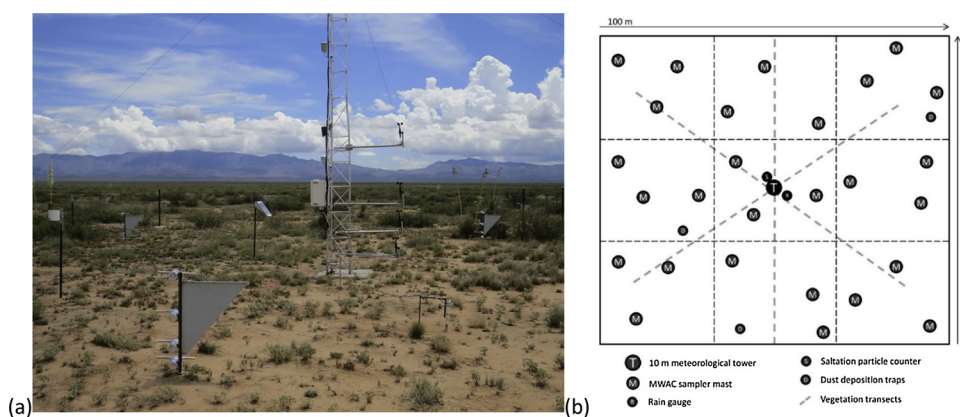 (a)
(b)
100 m
M
M M M
M
M
M M M D
M M M
S
T M
M M R M M
M
D
M M M M
M M
M D M M
T 10 m meteorological tower
M MWAC sampler mast
R Rain gauge
S Saltation particle counter
D Dust deposition traps
Vegetation transects